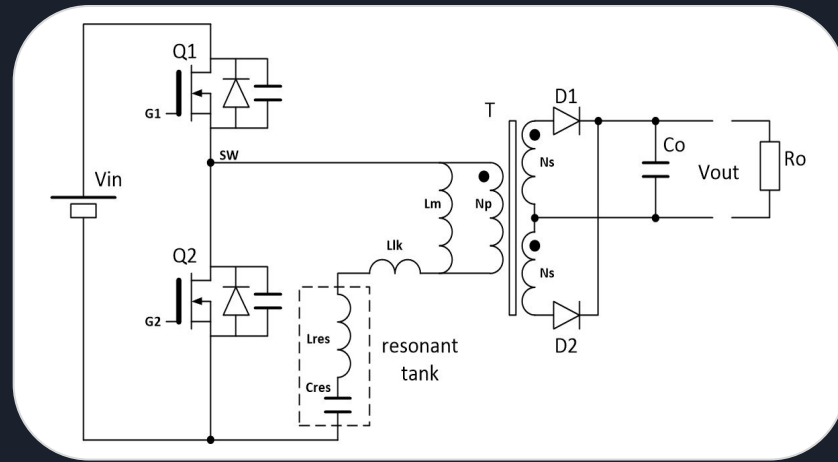 Q1
G1
SW
Vin
Q2
G2
Lm
Np
Llk
Lres
Cres
resonant
tank
T
D1
Ns
Co
Vout
Ro
Ns
D2